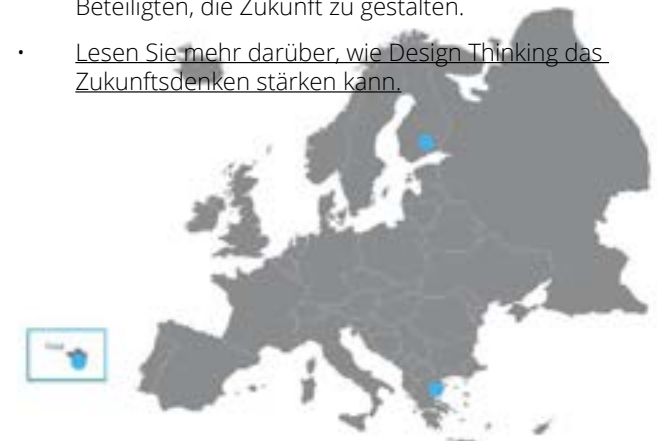 Beteiligten, die Zukunft zu gestalten.
• Lesen Sie mehr darüber, wie Design Thinking das
Zukunftsdenken stärken kann.